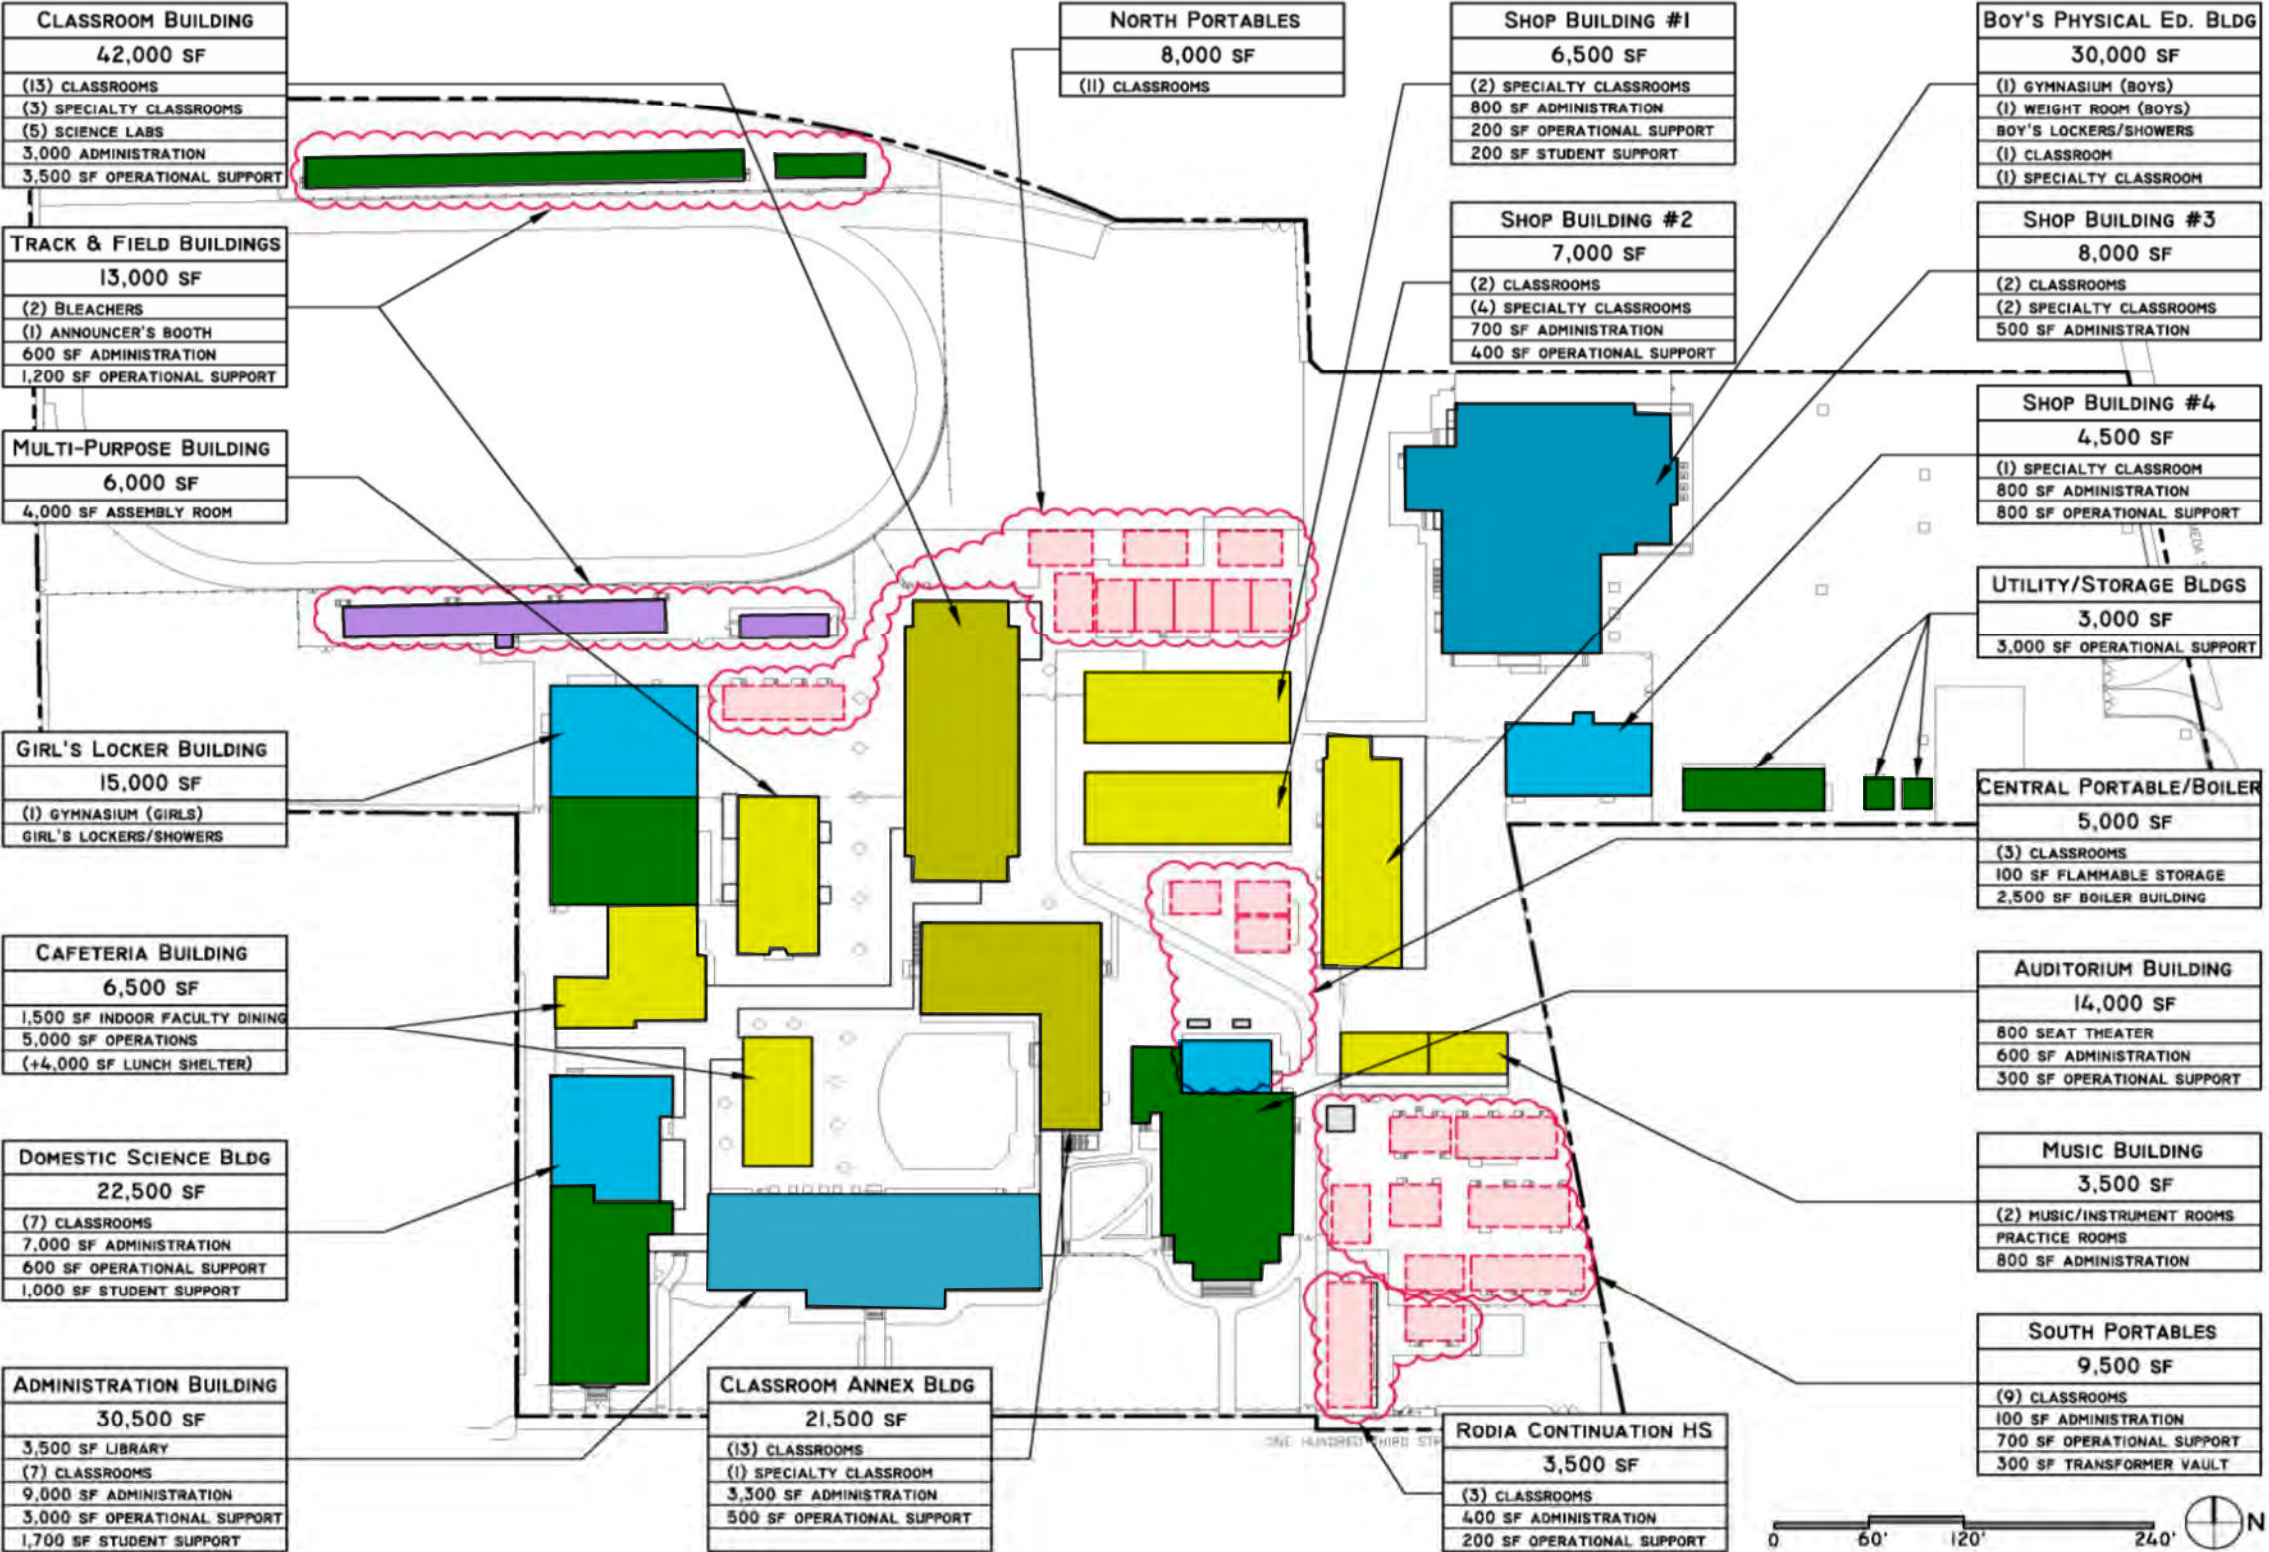 CLASSROOM BUILDING
42,000 SF
(13) CLASSROOMS
(3) SPECIALTY CLASSROOMS
(5) SCIENCE LABS
3,000 ADMINISTRATION
3,500 SF OPERATIONAL SUPPORT
TRACK & FIELD BUILDINGS
13,000 SF
(2) BLEACHERS
(1) ANNOUNCER'S BOOTH
600 SF ADMINISTRATION
1,200 SF OPERATIONAL SUPPORT
MULTI-PURPOSE BUILDING
6,000 SF
4,000 SF ASSEMBLY ROOM
GIRL'S LOCKER BUILDING
15,000 SF
(1) GYMNASIUM (GIRLS)
GIRL'S LOCKERS/SHOWERS
CAFETERIA BUILDING
6,500 SF
1,500 SF INDOOR FACULTY DINING
5,000 SF OPERATIONS
(+4,000 SF LUNCH SHELTER)
DOMESTIC SCIENCE BLDG
22,500 SF
(7) CLASSROOMS
7,000 SF ADMINISTRATION
600 SF OPERATIONAL SUPPORT
1,000 SF STUDENT SUPPORT
ADMINISTRATION BUILDING
30,500 SF
3,500 SF LIBRARY
(7) CLASSROOMS
9,000 SF ADMINISTRATION
3,000 SF OPERATIONAL SUPPORT
1,700 SF STUDENT SUPPORT
CLASSROOM ANNEX BLDG
21,500 SF
(13) CLASSROOMS
(1) SPECIALTY CLASSROOM
3,300 SF ADMINISTRATION
500 SF OPERATIONAL SUPPORT
NORTH PORTABLES
8,000 SF
(11) CLASSROOMS
SHOP BUILDING #1
6,500 SF
(2) SPECIALTY CLASSROOMS
800 SF ADMINISTRATION
200 SF OPERATIONAL SUPPORT
200 SF STUDENT SUPPORT
SHOP BUILDING #2
7,000 SF
(2) CLASSROOMS
(4) SPECIALTY CLASSROOMS
700 SF ADMINISTRATION
400 SF OPERATIONAL SUPPORT
BOY'S PHYSICAL ED. BLDG
30,000 SF
(1) GYMNASIUM (BOYS)
(1) WEIGHT ROOM (BOYS)
BOY'S LOCKERS/SHOWERS
(1) CLASSROOM
(1) SPECIALTY CLASSROOM
SHOP BUILDING #3
8,000 SF
(2) CLASSROOMS
(2) SPECIALTY CLASSROOMS
500 SF ADMINISTRATION
SHOP BUILDING #4
4,500 SF
(1) SPECIALTY CLASSROOM
800 SF ADMINISTRATION
800 SF OPERATIONAL SUPPORT
UTILITY/STORAGE BLDGS
3,000 SF
3,000 SF OPERATIONAL SUPPORT
CENTRAL PORTABLE/BOILER
5,000 SF
(3) CLASSROOMS
100 SF FLAMMABLE STORAGE
2,500 SF BOILER BUILDING
AUDITORIUM BUILDING
14,000 SF
800 SEAT THEATER
600 SF ADMINISTRATION
300 SF OPERATIONAL SUPPORT
MUSIC BUILDING
3,500 SF
(2) MUSIC/INSTRUMENT ROOMS
PRACTICE ROOMS
800 SF ADMINISTRATION
SOUTH PORTABLES
9,500 SF
(9) CLASSROOMS
100 SF ADMINISTRATION
700 SF OPERATIONAL SUPPORT
300 SF TRANSFORMER VAULT
RODIA CONTINUATION HS
3,500 SF
(3) CLASSROOMS
400 SF ADMINISTRATION
200 SF OPERATIONAL SUPPORT
ONE HUNDRED THIRD
0 60' 120' 240'
N